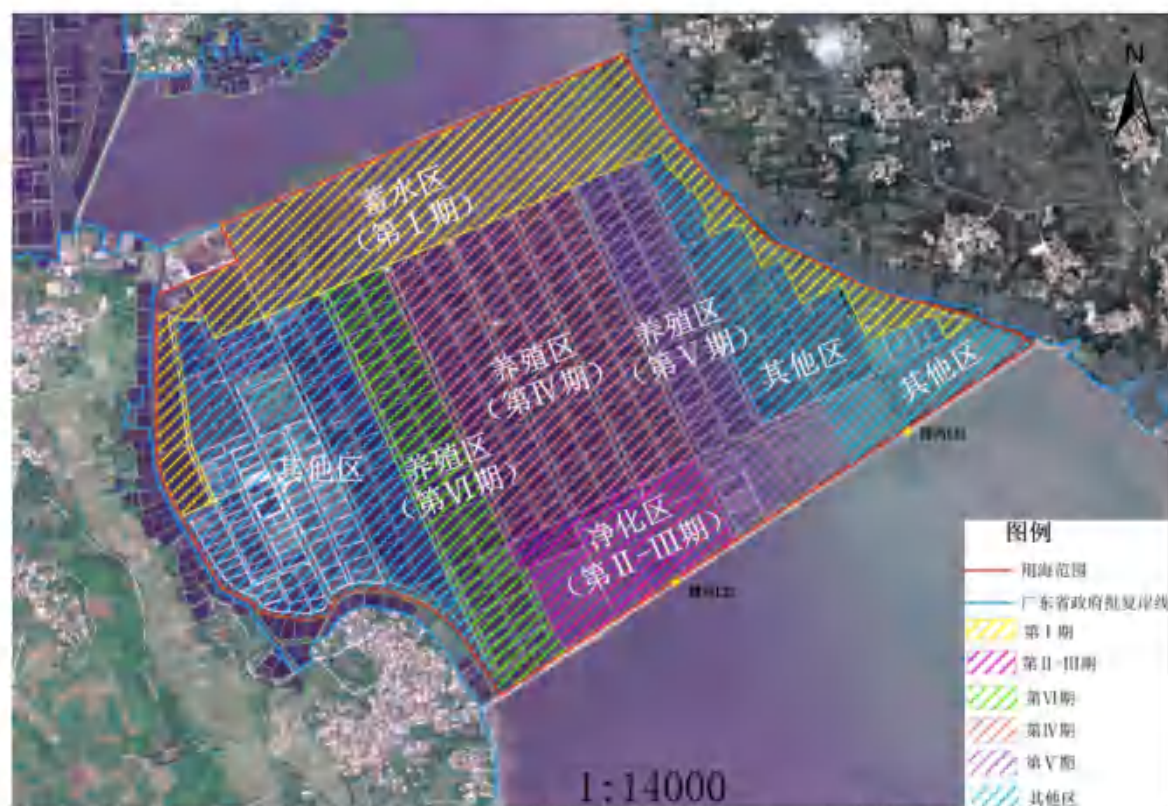 N
蓄水区
(第Ⅰ期)
养殖区
(第Ⅳ期)
养殖区
(第Ⅴ期)
其他区
其他区
其他区
养殖区
(第Ⅵ期)
净化区
(第Ⅱ-Ⅲ期)
图例
用海范围
广东省政府批复岸线
第Ⅰ期
第Ⅱ-Ⅲ期
第Ⅵ期
第Ⅳ期
第Ⅴ期
其他区
1:14000